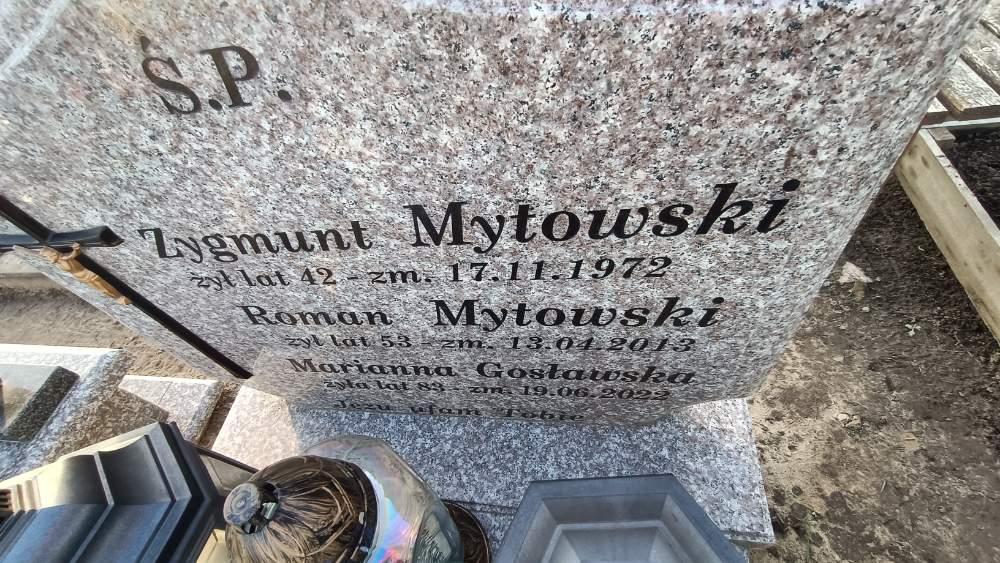 Ś.P.
Zygmunt Mytowski
żył lat 42 - zm. 17.11.1972
Roman Mytowski
żył lat 53 - zm. 13.04.2013
Marianna Gosławska
żyła lat 83 - zm. 19.06.2022
Jezu ufam Tobie